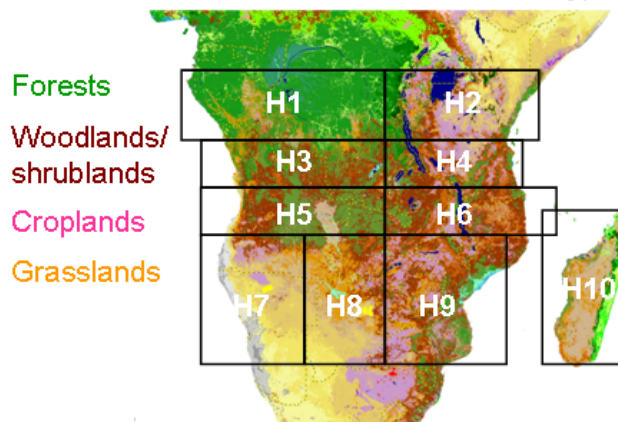 Forests
Woodlands/
shrublands
Croplands
Grasslands
H1
H2
H3
H4
H5
H6
H7
H8
H9
H10